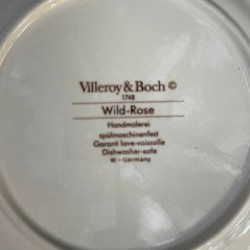 Villeroy & Boch ©
1748
Wild-Rose
Handmalerei
spülmaschinenfest
Garanti lave-vaisselle
Dishwasher-safe
W.-Germany